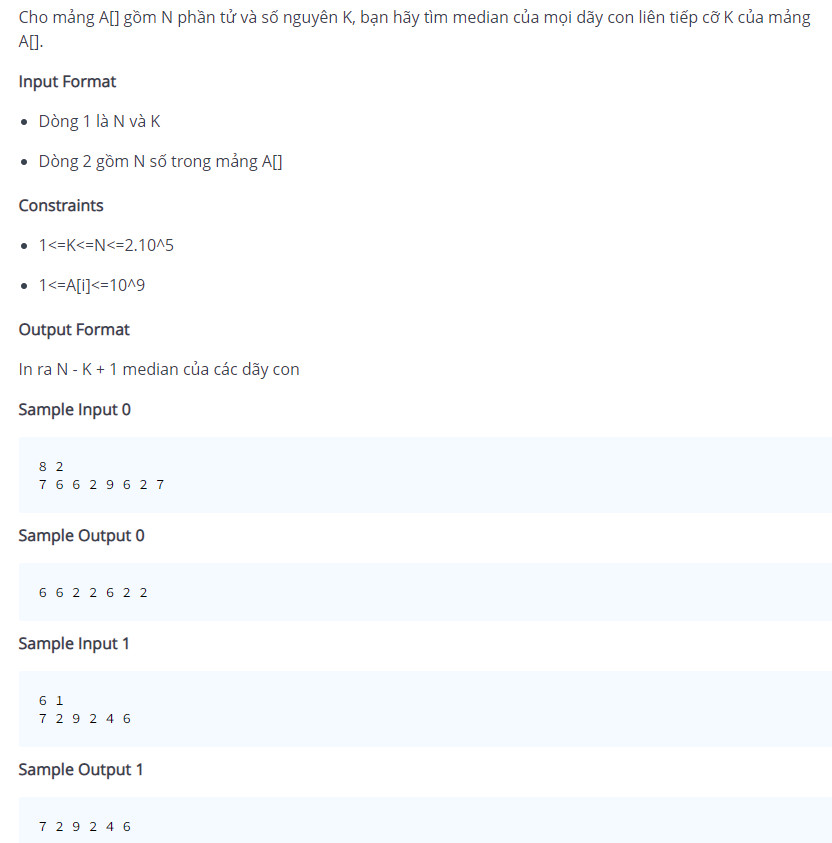 Cho mảng A[] gồm N phần tử và số nguyên K, bạn hãy tìm median của mọi dãy con liên tiếp cỡ K của mảng
A[].
Input Format
• Dòng 1 là N và K
• Dòng 2 gồm N số trong mảng A[]
Constraints
• 1<=K<=N<=2.10^5
• 1<=A[i]<=10^9
Output Format
In ra N - K + 1 median của các dãy con
Sample Input 0
8 2
7 6 6 2 9 6 2 7
Sample Output 0
6 6 2 2 6 2 2
Sample Input 1
6 1
7 2 9 2 4 6
Sample Output 1
7 2 9 2 4 6